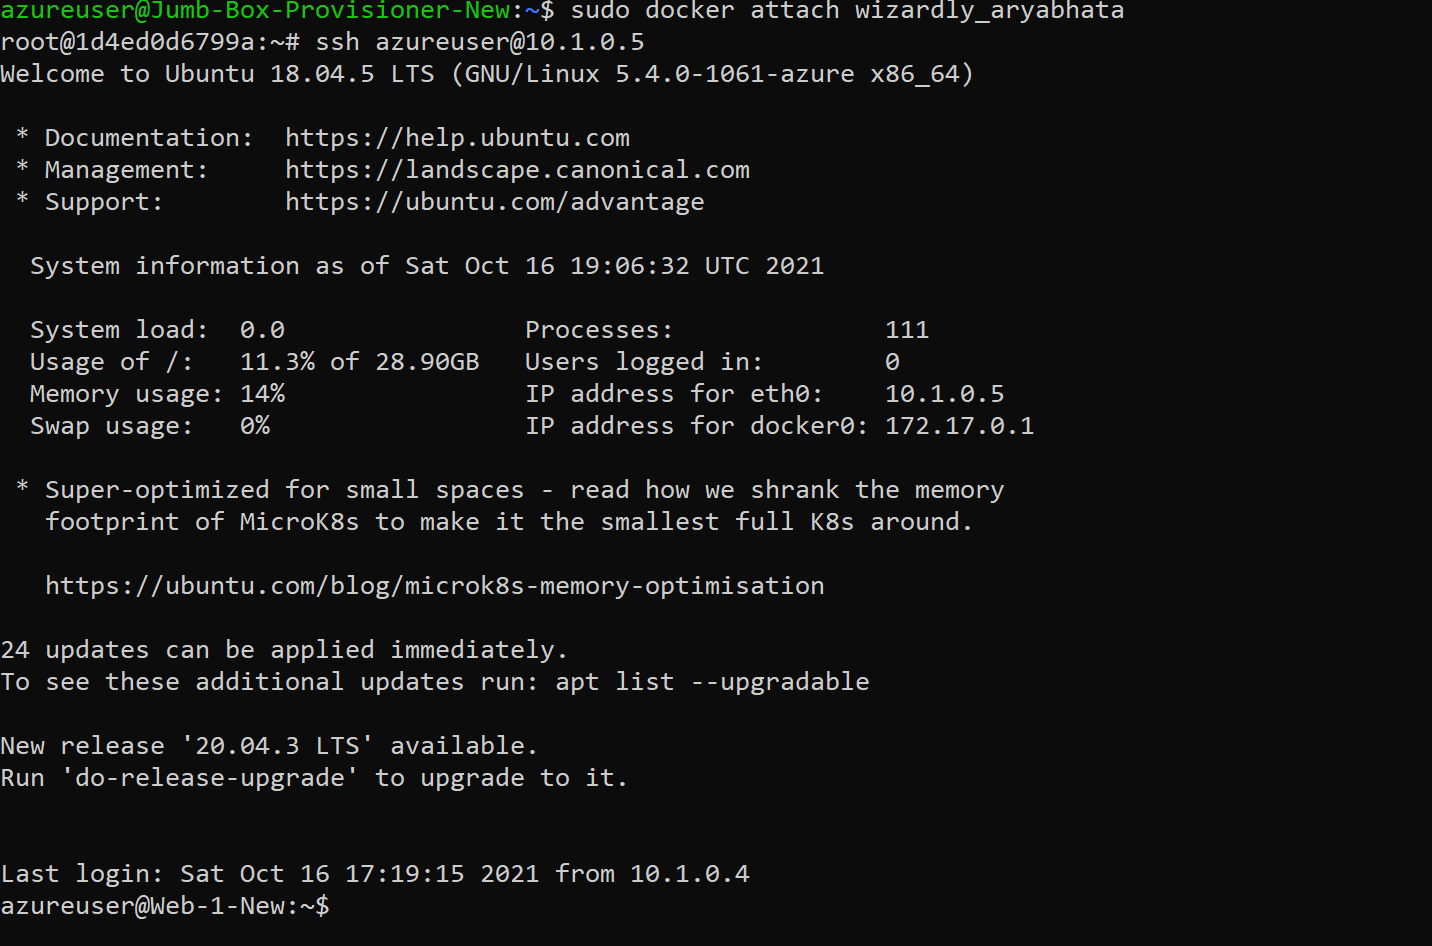 azureuser@Jumb-Box-Provisioner-New:~$ sudo docker attach wizardly_aryabhata
root@1d4ed0d6799a:~# ssh azureuser@10.1.0.5
Welcome to Ubuntu 18.04.5 LTS (GNU/Linux 5.4.0-1061-azure x86_64)
* Documentation:  https://help.ubuntu.com
* Management:     https://landscape.canonical.com
* Support:        https://ubuntu.com/advantage
System information as of Sat Oct 16 19:06:32 UTC 2021
System load:  0.0                Processes:              111
Usage of /:   11.3% of 28.90GB   Users logged in:        0
Memory usage: 14%                IP address for eth0:    10.1.0.5
Swap usage:   0%                 IP address for docker0: 172.17.0.1
* Super-optimized for small spaces - read how we shrank the memory
footprint of MicroK8s to make it the smallest full K8s around.
https://ubuntu.com/blog/microk8s-memory-optimisation
24 updates can be applied immediately.
To see these additional updates run: apt list --upgradable
New release '20.04.3 LTS' available.
Run 'do-release-upgrade' to upgrade to it.
Last login: Sat Oct 16 17:19:15 2021 from 10.1.0.4
azureuser@Web-1-New:~$